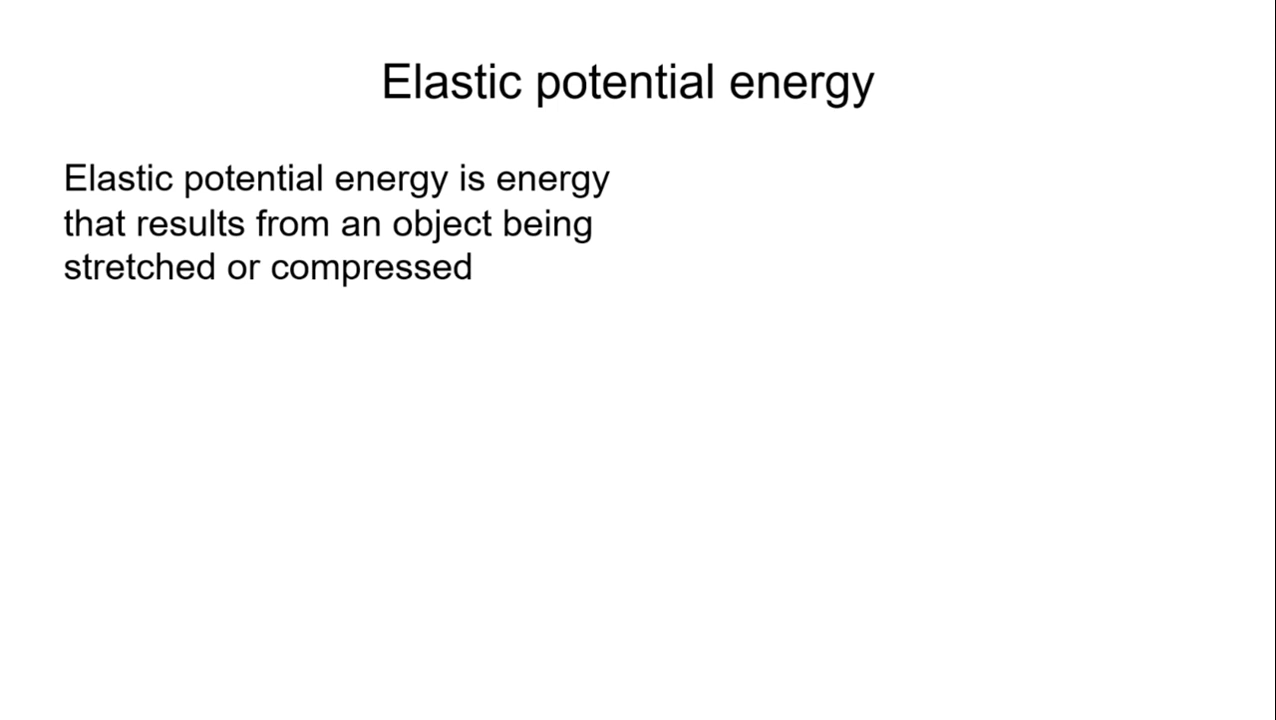 Elastic potential energy
Elastic potential energy is energy
that results from an object being
stretched or compressed